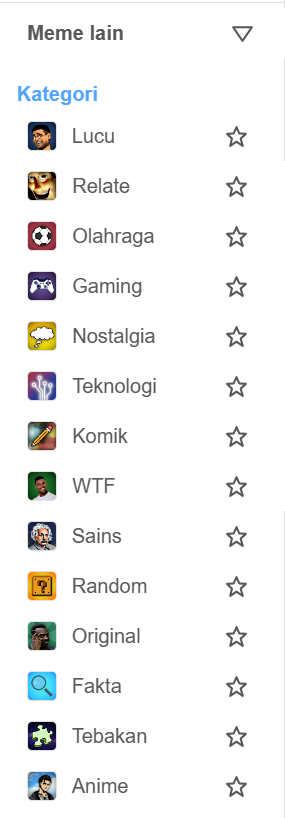 Meme lain
Kategori
Lucu
Relate
Olahraga
Gaming
Nostalgia
Teknologi
Komik
WTF
Sains
Random
Original
Fakta
Tebakan
Anime